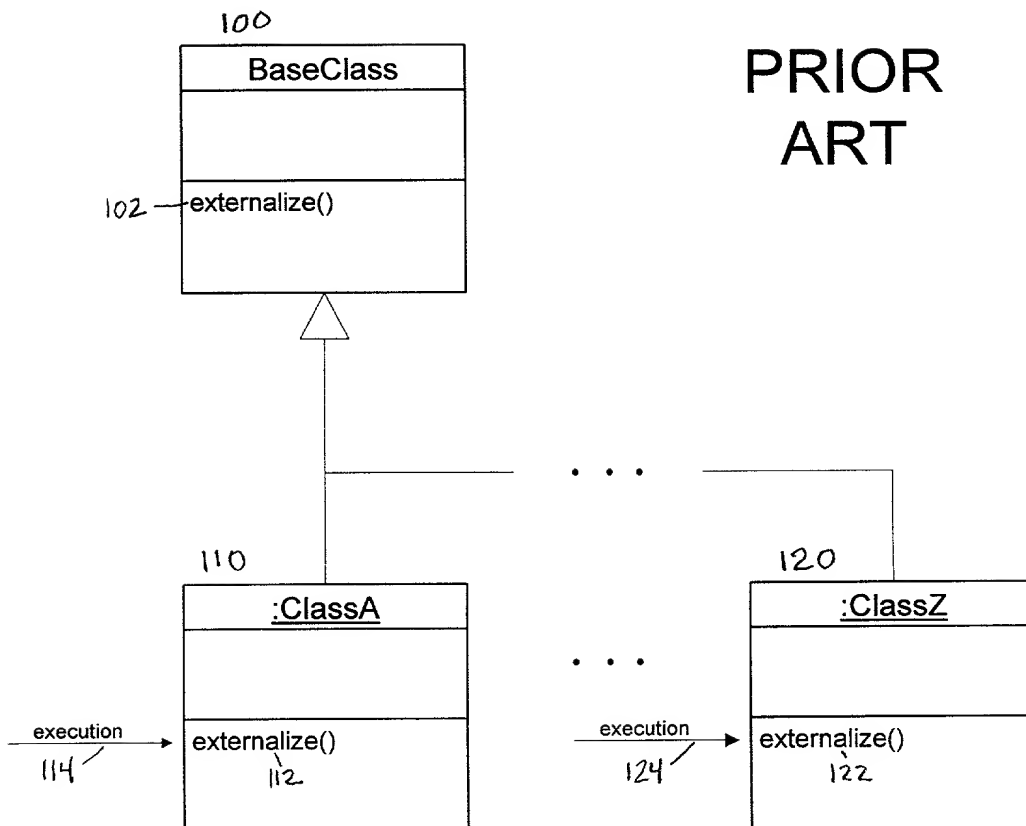 100
BaseClass
PRIOR
ART
102
externalize()
110
:ClassA
120
:ClassZ
execution
114
externalize()
112
execution
124
externalize()
122